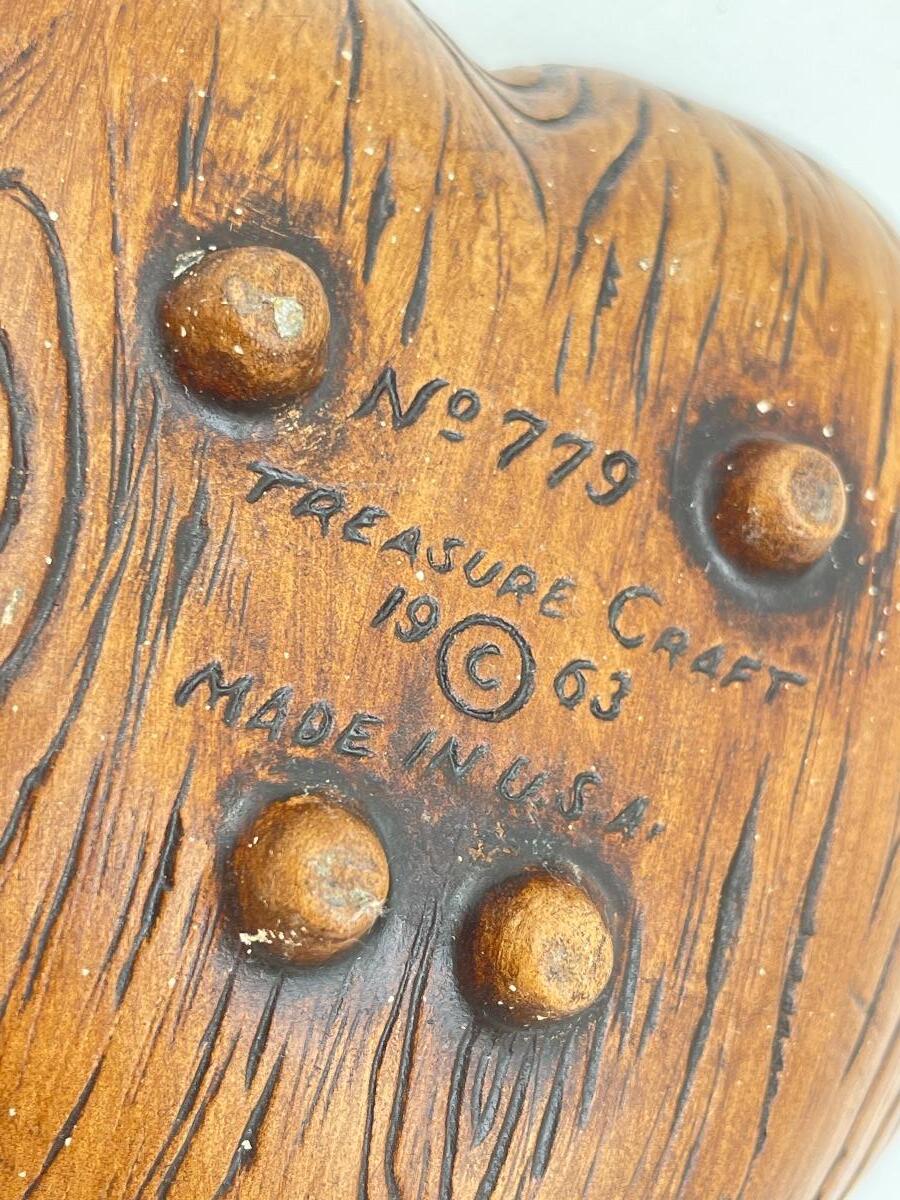 Nº 779
TREASURE CRAFT
19 © 63
MADE IN U.S.A.